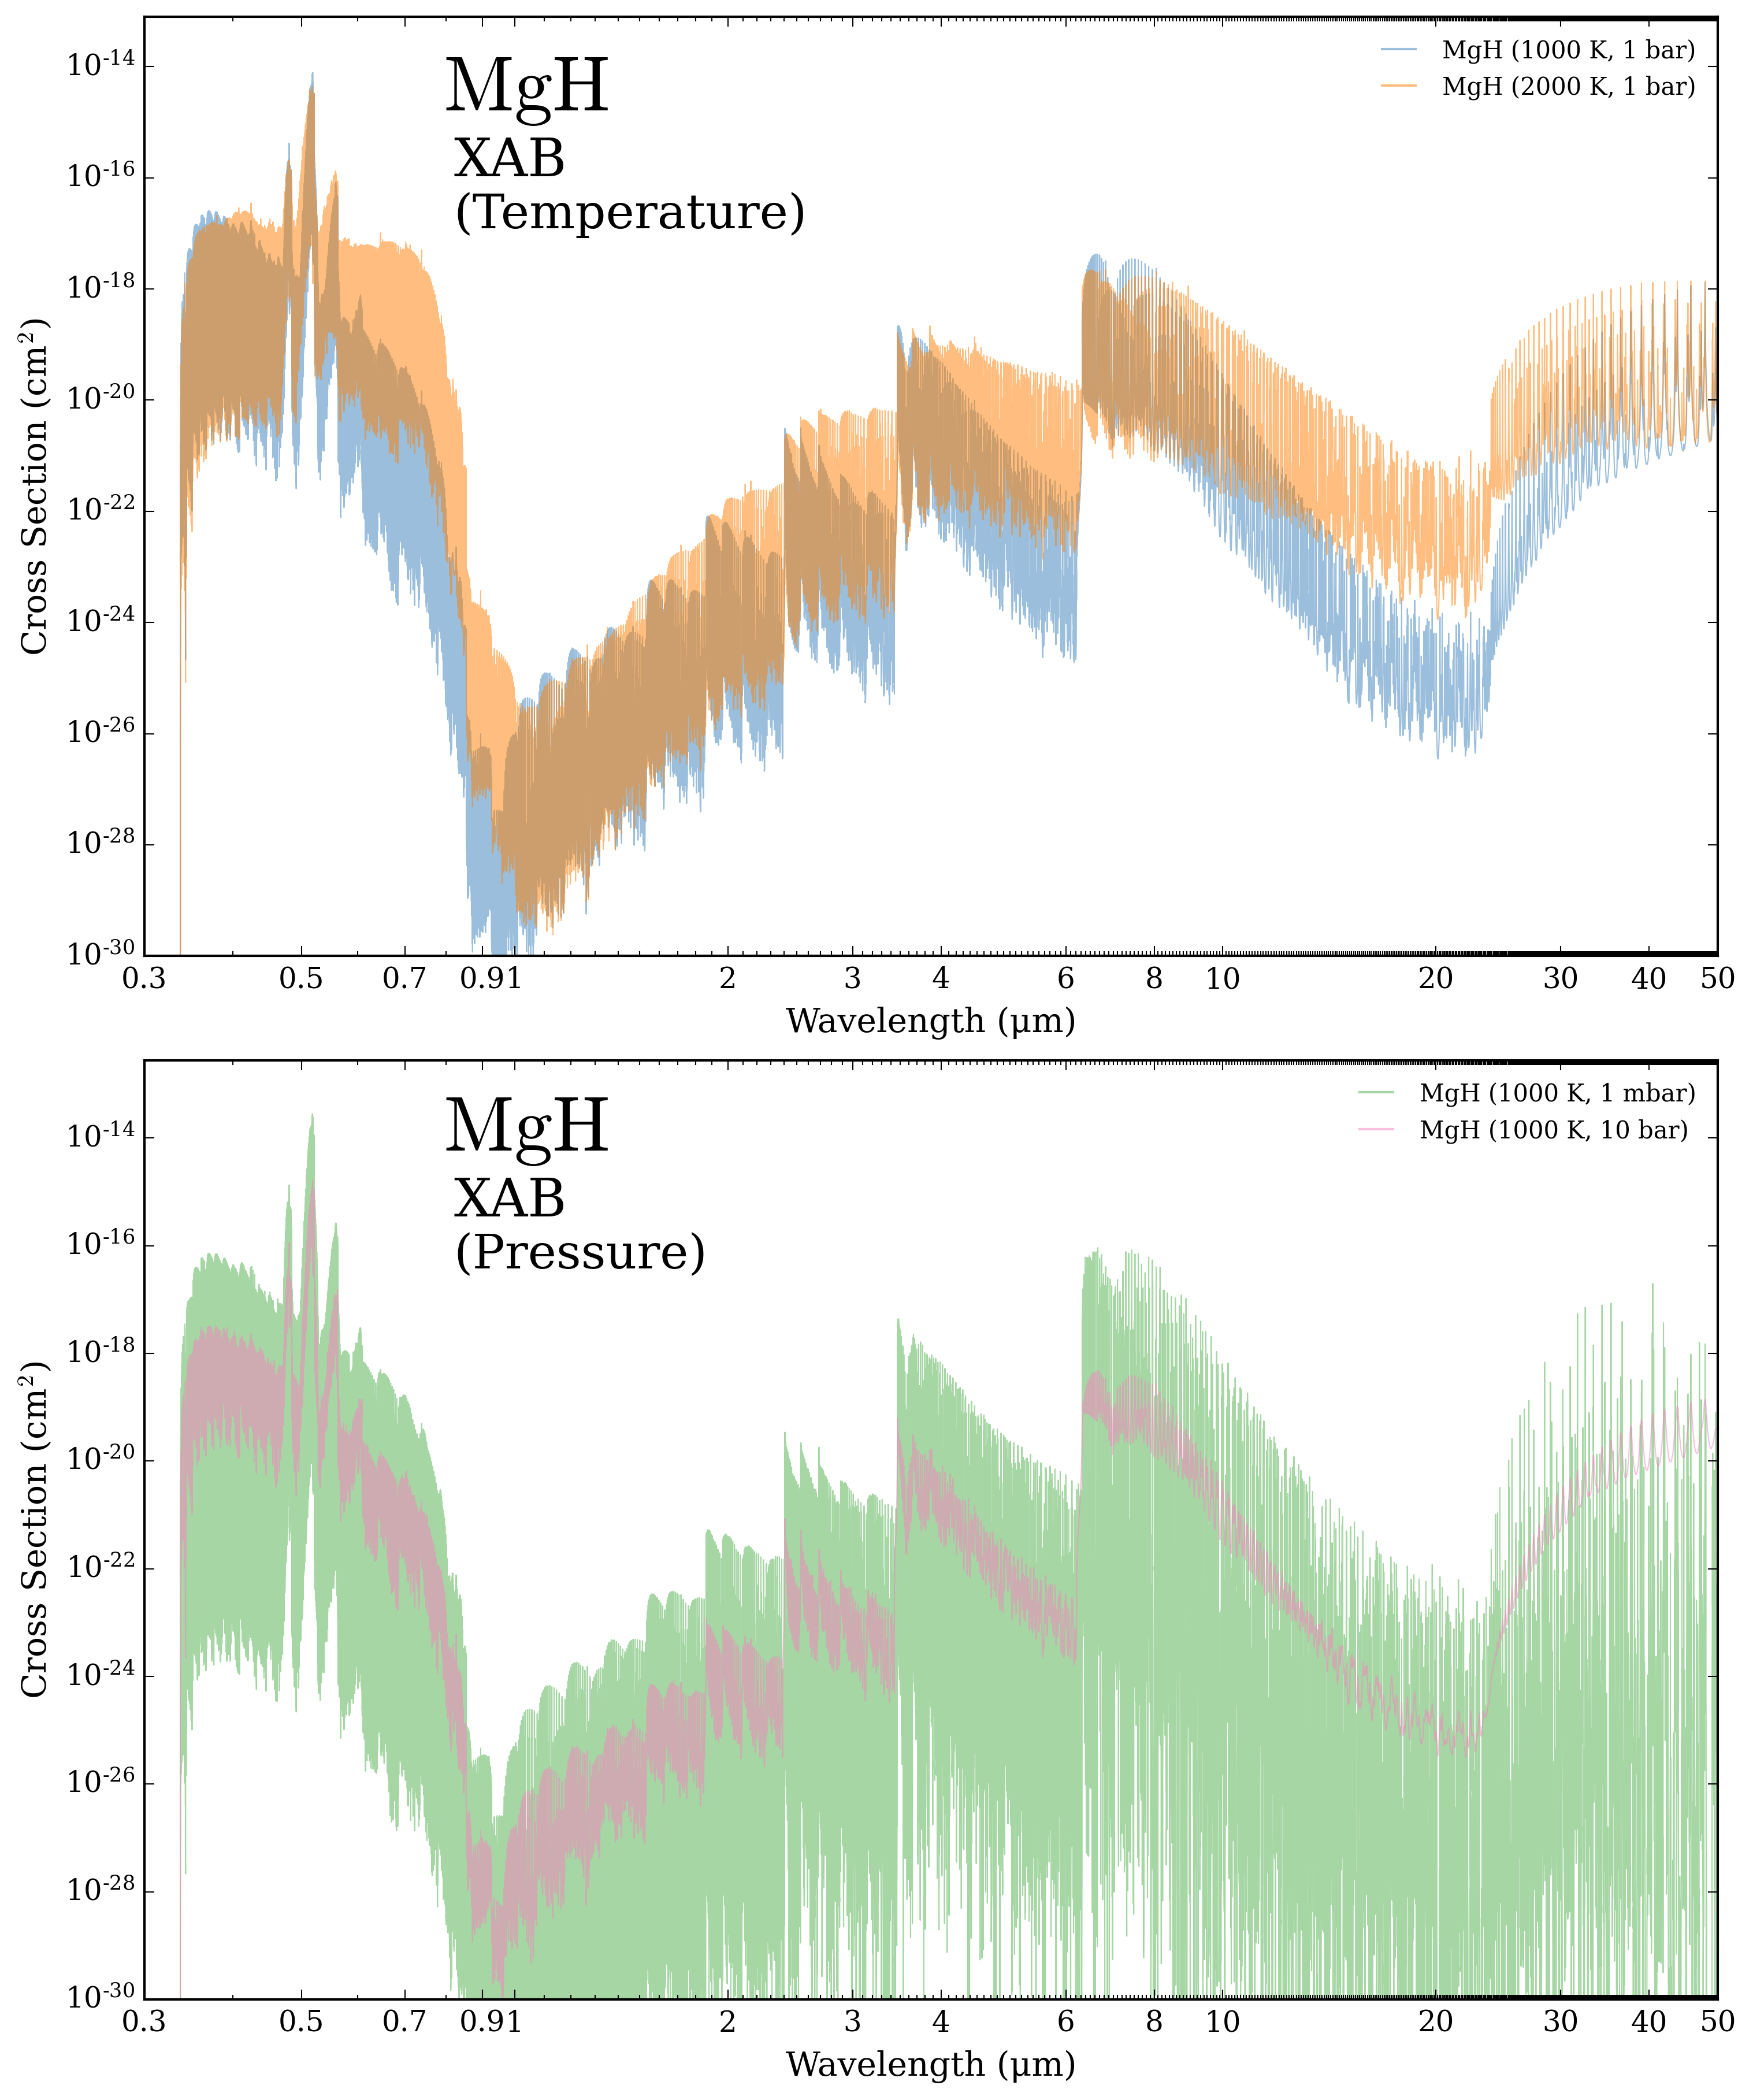 MgH
XAB
(Temperature)
MgH (1000 K, 1 bar)
MgH (2000 K, 1 bar)
Cross Section (cm²)
10⁻¹⁴
10⁻¹⁶
10⁻¹⁸
10⁻²⁰
10⁻²²
10⁻²⁴
10⁻²⁶
10⁻²⁸
10⁻³⁰
0.3 0.5 0.7 0.9 1 2 3 4 6 8 10 20 30 40 50
Wavelength (μm)
MgH
XAB
(Pressure)
MgH (1000 K, 1 mbar)
MgH (1000 K, 10 bar)
Cross Section (cm²)
10⁻¹⁴
10⁻¹⁶
10⁻¹⁸
10⁻²⁰
10⁻²²
10⁻²⁴
10⁻²⁶
10⁻²⁸
10⁻³⁰
0.3 0.5 0.7 0.9 1 2 3 4 6 8 10 20 30 40 50
Wavelength (μm)